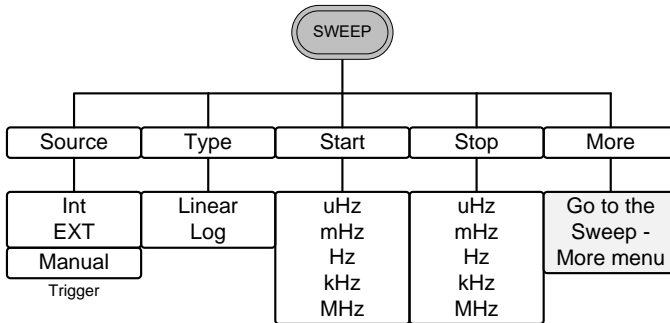 SWEEP
Source
Type
Start
Stop
More
Int
EXT
Manual
Trigger
Linear
Log
uHz
mHz
Hz
kHz
MHz
uHz
mHz
Hz
kHz
MHz
Go to the
Sweep -
More menu